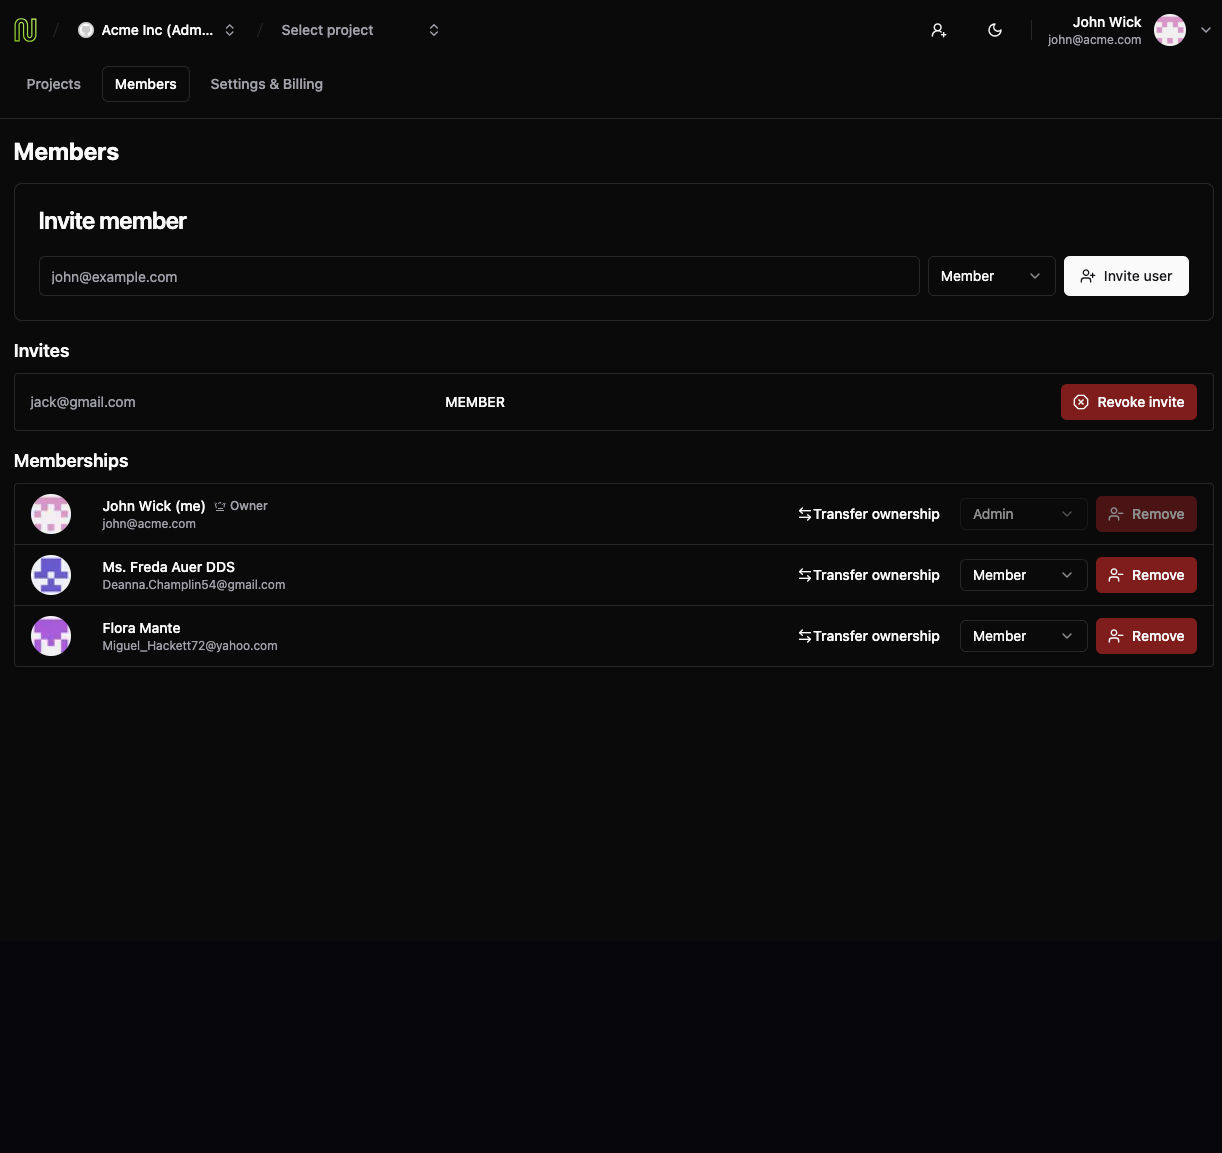 Acme Inc (Adm...
Select project
John Wick
john@acme.com
Projects
Members
Settings & Billing
Members
Invite member
john@example.com
Member
Invite user
Invites
jack@gmail.com
MEMBER
Revoke invite
Memberships
John Wick (me)
Owner
john@acme.com
Transfer ownership
Admin
Remove
Ms. Freda Auer DDS
Deanna.Champlin54@gmail.com
Transfer ownership
Member
Remove
Flora Mante
Miguel_Hackett72@yahoo.com
Transfer ownership
Member
Remove